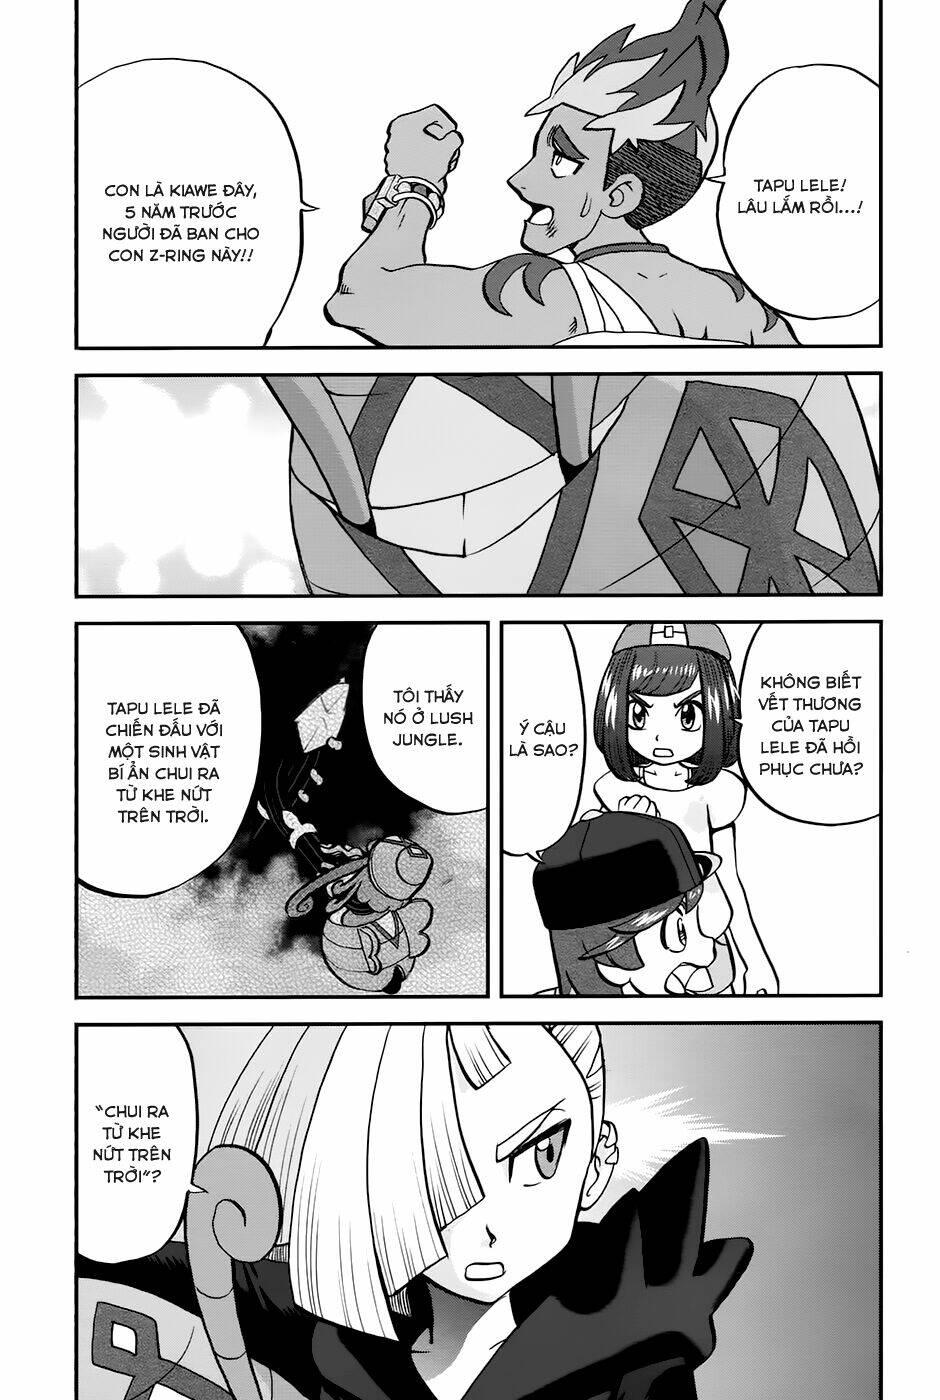 TAPU LELE!
LÂU LẮM RỒI...!
CON LÀ KIAWE ĐÂY,
5 NĂM TRƯỚC
NGƯỜI ĐÃ BAN CHO
CON Z-RING NÀY!!
KHÔNG BIẾT
VẾT THƯƠNG
CỦA TAPU
LELE ĐÃ HỒI
PHỤC CHƯA?
Ý CẬU
LÀ SAO?
TÔI THẤY
NÓ Ở LUSH
JUNGLE.
TAPU LELE ĐÃ
CHIẾN ĐẤU VỚI
MỘT SINH VẬT
BÍ ẨN CHUI RA
TỪ KHE NỨT
TRÊN TRỜI.
"CHUI RA
TỪ KHE
NỨT TRÊN
TRỜI"?